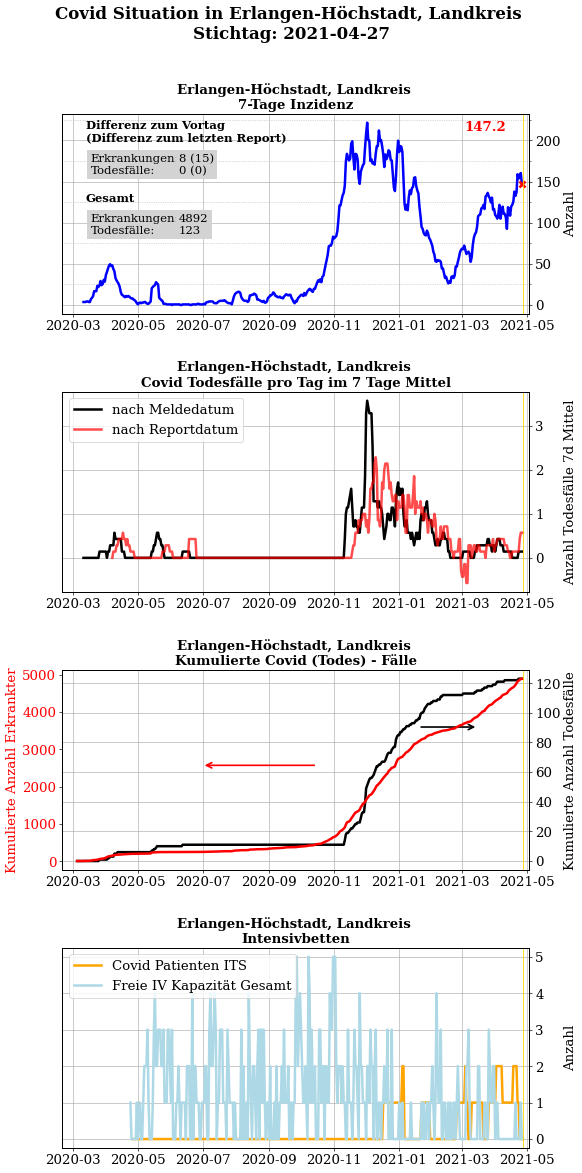 Covid Situation in Erlangen-Höchstadt, Landkreis
Stichtag: 2021-04-27
Erlangen-Höchstadt, Landkreis
7-Tage Inzidenz
Differenz zum Vortag
(Differenz zum letzten Report)
Erkrankungen 8 (15)
Todesfälle: 0 (0)
Gesamt
Erkrankungen 4892
Todesfälle: 123
147.2
200
150
100
50
0
Anzahl
2020-03 2020-05 2020-07 2020-09 2020-11 2021-01 2021-03 2021-05
Erlangen-Höchstadt, Landkreis
Covid Todesfälle pro Tag im 7 Tage Mittel
nach Meldedatum
nach Reportdatum
3
2
1
0
Anzahl Todesfälle 7d Mittel
2020-03 2020-05 2020-07 2020-09 2020-11 2021-01 2021-03 2021-05
Erlangen-Höchstadt, Landkreis
Kumulierte Covid (Todes) - Fälle
Kumulierte Anzahl Erkrankter
5000
4000
3000
2000
1000
0
120
100
80
60
40
20
0
Kumulierte Anzahl Todesfälle
2020-03 2020-05 2020-07 2020-09 2020-11 2021-01 2021-03 2021-05
Erlangen-Höchstadt, Landkreis
Intensivbetten
Covid Patienten ITS
Freie IV Kapazität Gesamt
5
4
3
2
1
0
Anzahl
2020-03 2020-05 2020-07 2020-09 2020-11 2021-01 2021-03 2021-05